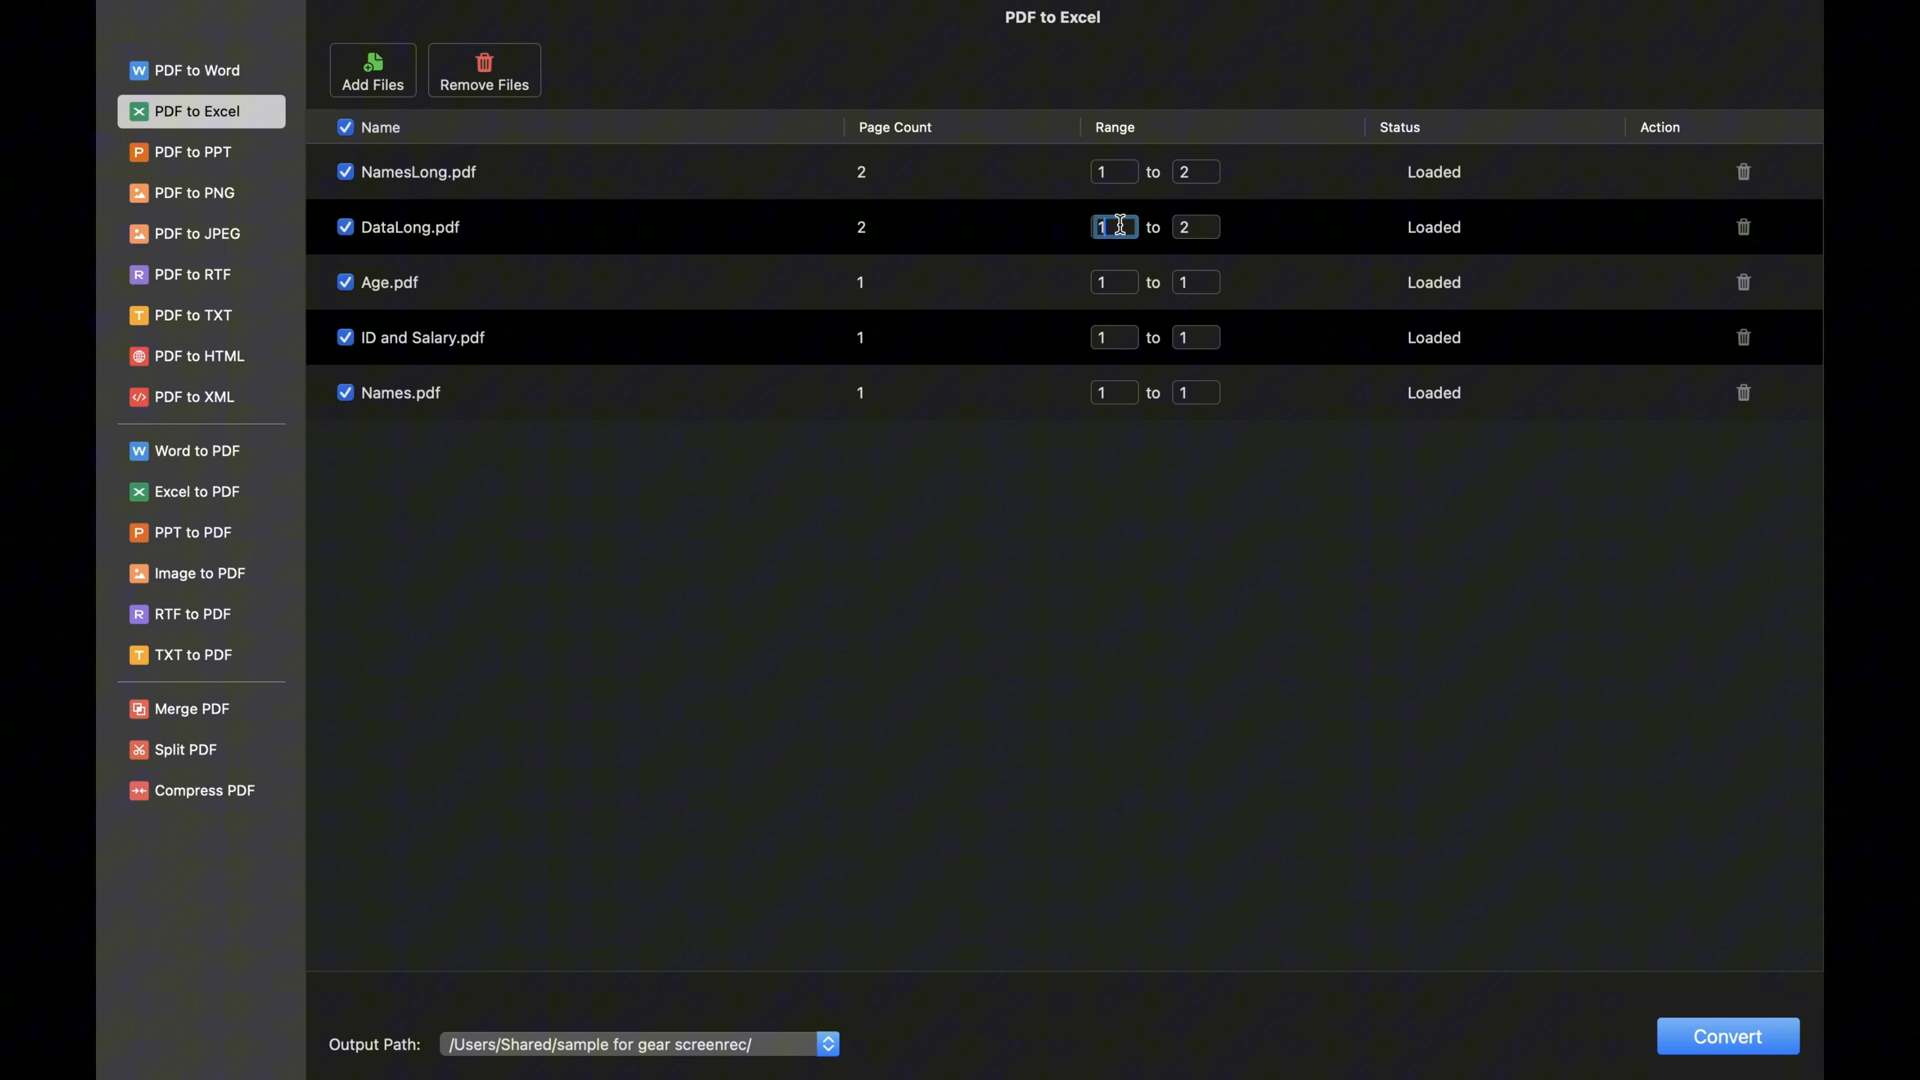 PDF to Excel
Add Files
Remove Files
PDF to Word
PDF to Excel
PDF to PPT
PDF to PNG
PDF to JPEG
PDF to RTF
PDF to TXT
PDF to HTML
PDF to XML
Word to PDF
Excel to PDF
PPT to PDF
Image to PDF
RTF to PDF
TXT to PDF
Merge PDF
Split PDF
Compress PDF
Name Page Count Range Status Action
NamesLong.pdf 2 1 to 2 Loaded
DataLong.pdf 2 1 to 2 Loaded
Age.pdf 1 1 to 1 Loaded
ID and Salary.pdf 1 1 to 1 Loaded
Names.pdf 1 1 to 1 Loaded
Output Path: /Users/Shared/sample for gear screenrec/
Convert